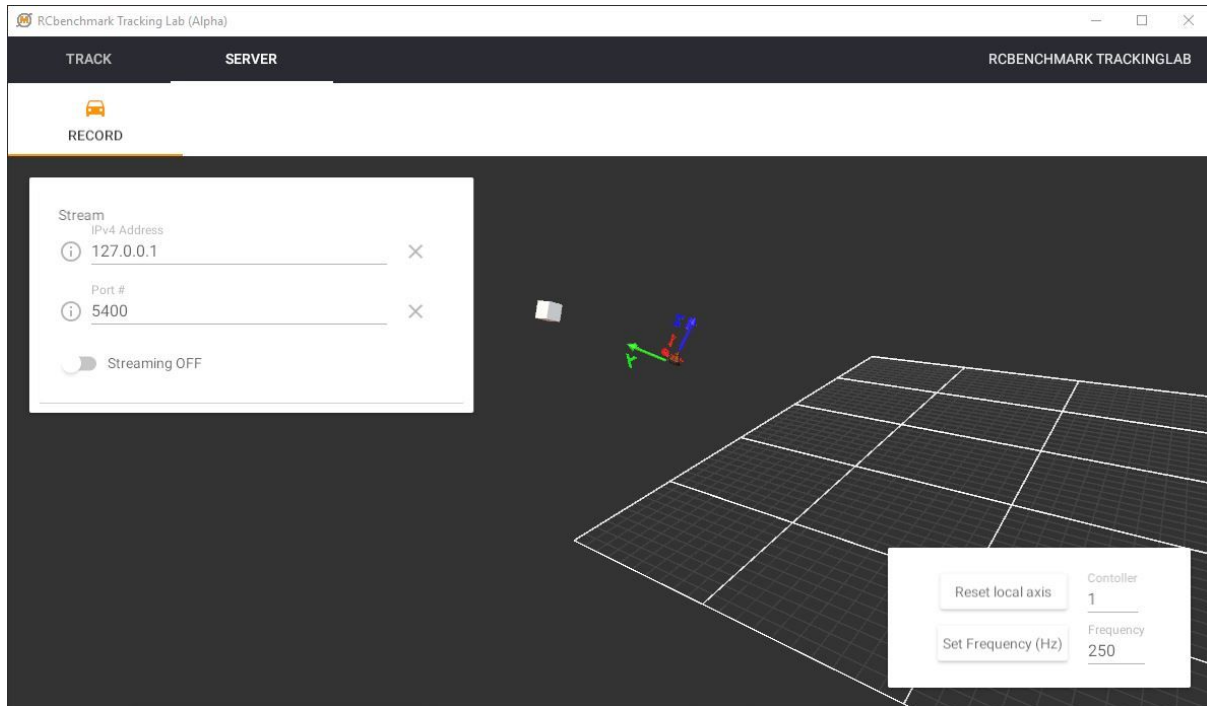 RCbenchmark Tracking Lab (Alpha)
TRACK SERVER RCBENCHMARK TRACKINGLAB
RECORD
Stream
IPv4 Address
127.0.0.1
Port #
5400
Streaming OFF
Z
Y
Reset local axis
Contoller
1
Set Frequency (Hz)
Frequency
250